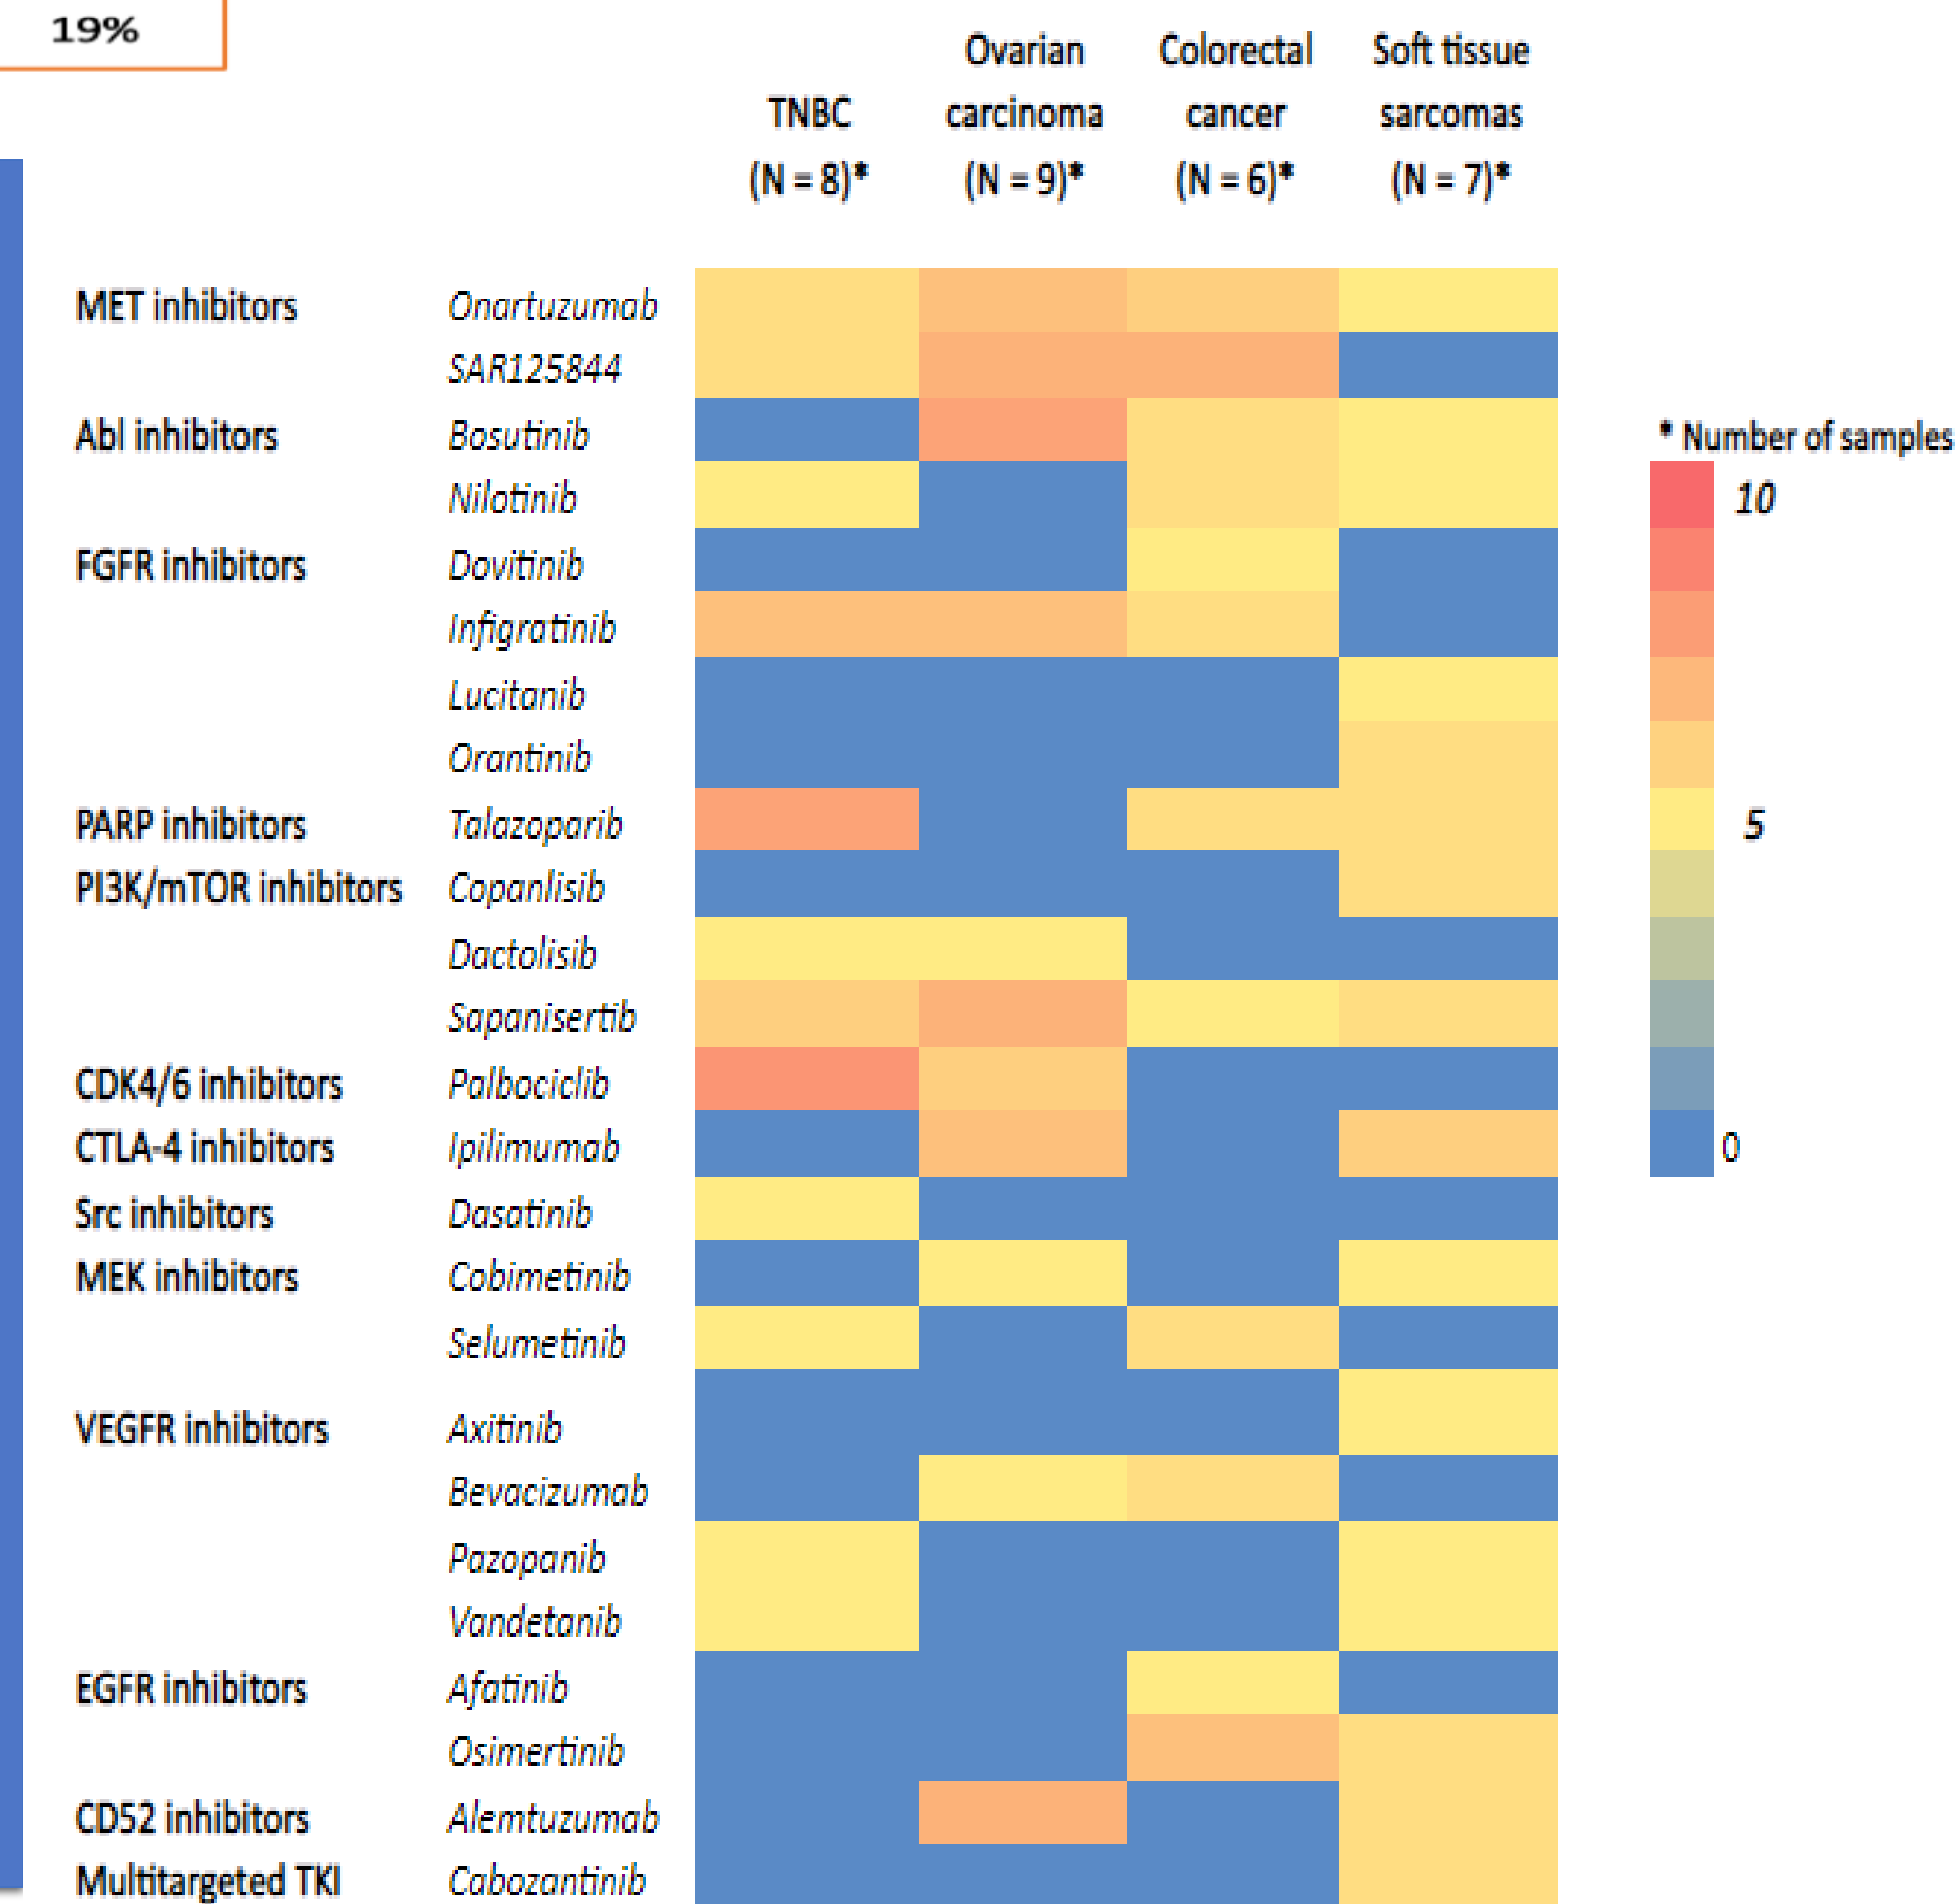 19%
TNBC
(N = 8)*
Ovarian
carcinoma
(N = 9)*
Colorectal
cancer
(N = 6)*
Soft tissue
sarcomas
(N = 7)*
MET inhibitors Onartuzumab
SAR125844
Abl inhibitors Bosutinib
Nilotinib
FGFR inhibitors Dovitinib
Infigratinib
Lucitanib
Orantinib
PARP inhibitors Talazoparib
PI3K/mTOR inhibitors Copanlisib
Dactolisib
Sapanisertib
CDK4/6 inhibitors Palbociclib
CTLA-4 inhibitors Ipilimumab
Src inhibitors Dasatinib
MEK inhibitors Cobimetinib
Selumetinib
VEGFR inhibitors Axitinib
Bevacizumab
Pazopanib
Vandetanib
EGFR inhibitors Afatinib
Osimertinib
CD52 inhibitors Alemtuzumab
Multitargeted TKI Cabozantinib
* Number of samples
10
5
0